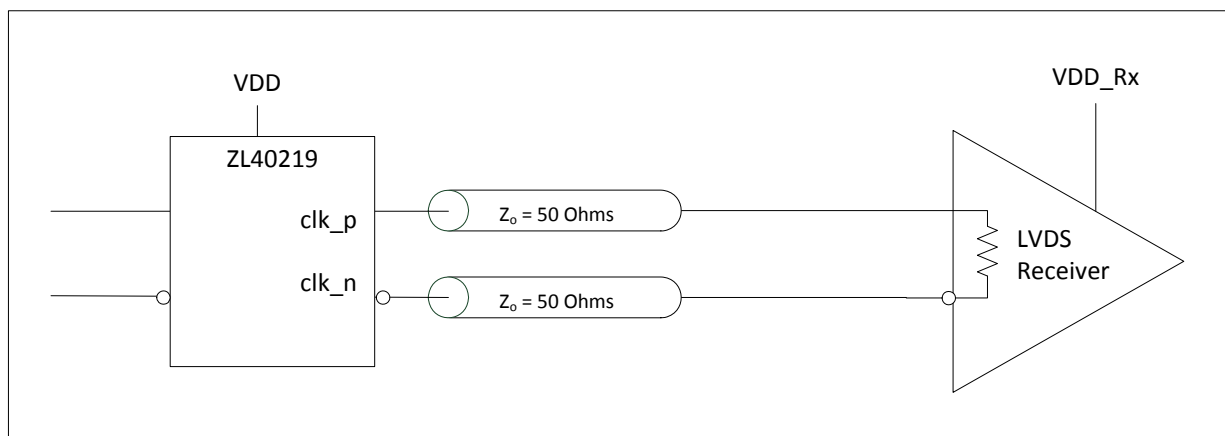 VDD
VDD_Rx
ZL40219
clk_p
Zₒ = 50 Ohms
LVDS
Receiver
clk_n
Zₒ = 50 Ohms